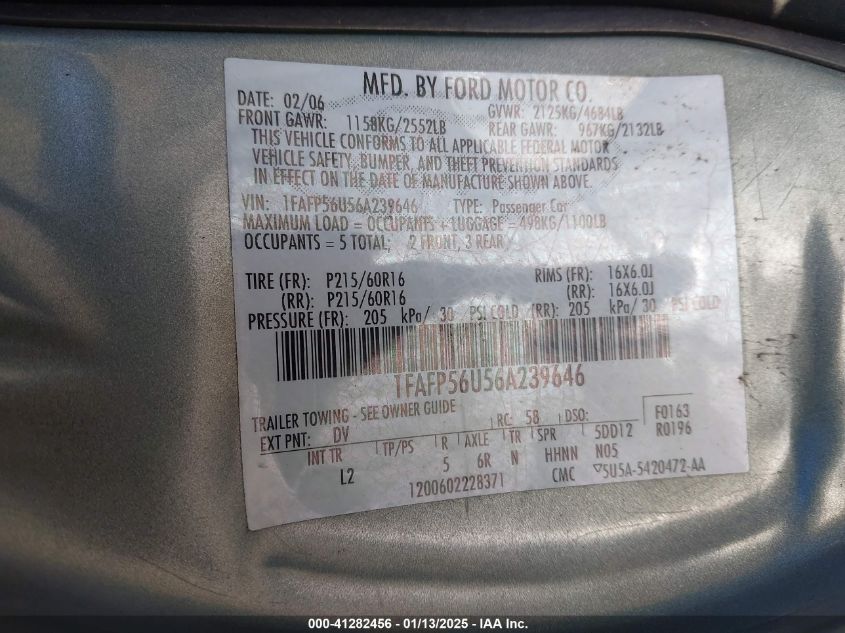 MFD. BY FORD MOTOR CO.
DATE: 02/06 GVWR: 2125KG/4684LB
FRONT GAWR: 1158KG/2552LB REAR GAWR: 967KG/2132LB
THIS VEHICLE CONFORMS TO ALL APPLICABLE FEDERAL MOTOR
VEHICLE SAFETY, BUMPER, AND THEFT PREVENTION STANDARDS
IN EFFECT ON THE DATE OF MANUFACTURE SHOWN ABOVE.
VIN: 1FAFP56U56A239646 TYPE: Passenger Car
MAXIMUM LOAD = OCCUPANTS + LUGGAGE = 498KG/1100LB
OCCUPANTS = 5 TOTAL; 2 FRONT, 3 REAR
TIRE (FR): P215/60R16 RIMS (FR): 16X6.0J
(RR): P215/60R16 (RR): 16X6.0J
PRESSURE (FR): 205 kPa/ 30 PSI COLD (RR): 205 kPa/ 30 PSI COLD
1FAFP56U56A239646
TRAILER TOWING - SEE OWNER GUIDE RC: 58 DSO: F0163
EXT PNT: DV 5DD12 R0196
INT TR TP/PS R AXLE TR SPR
L2 5 6R N HHNN N05
1200602228371 CMC ▽5U5A-5420472-AA
000-41282456 — 01/13/2025 - IAA Inc.